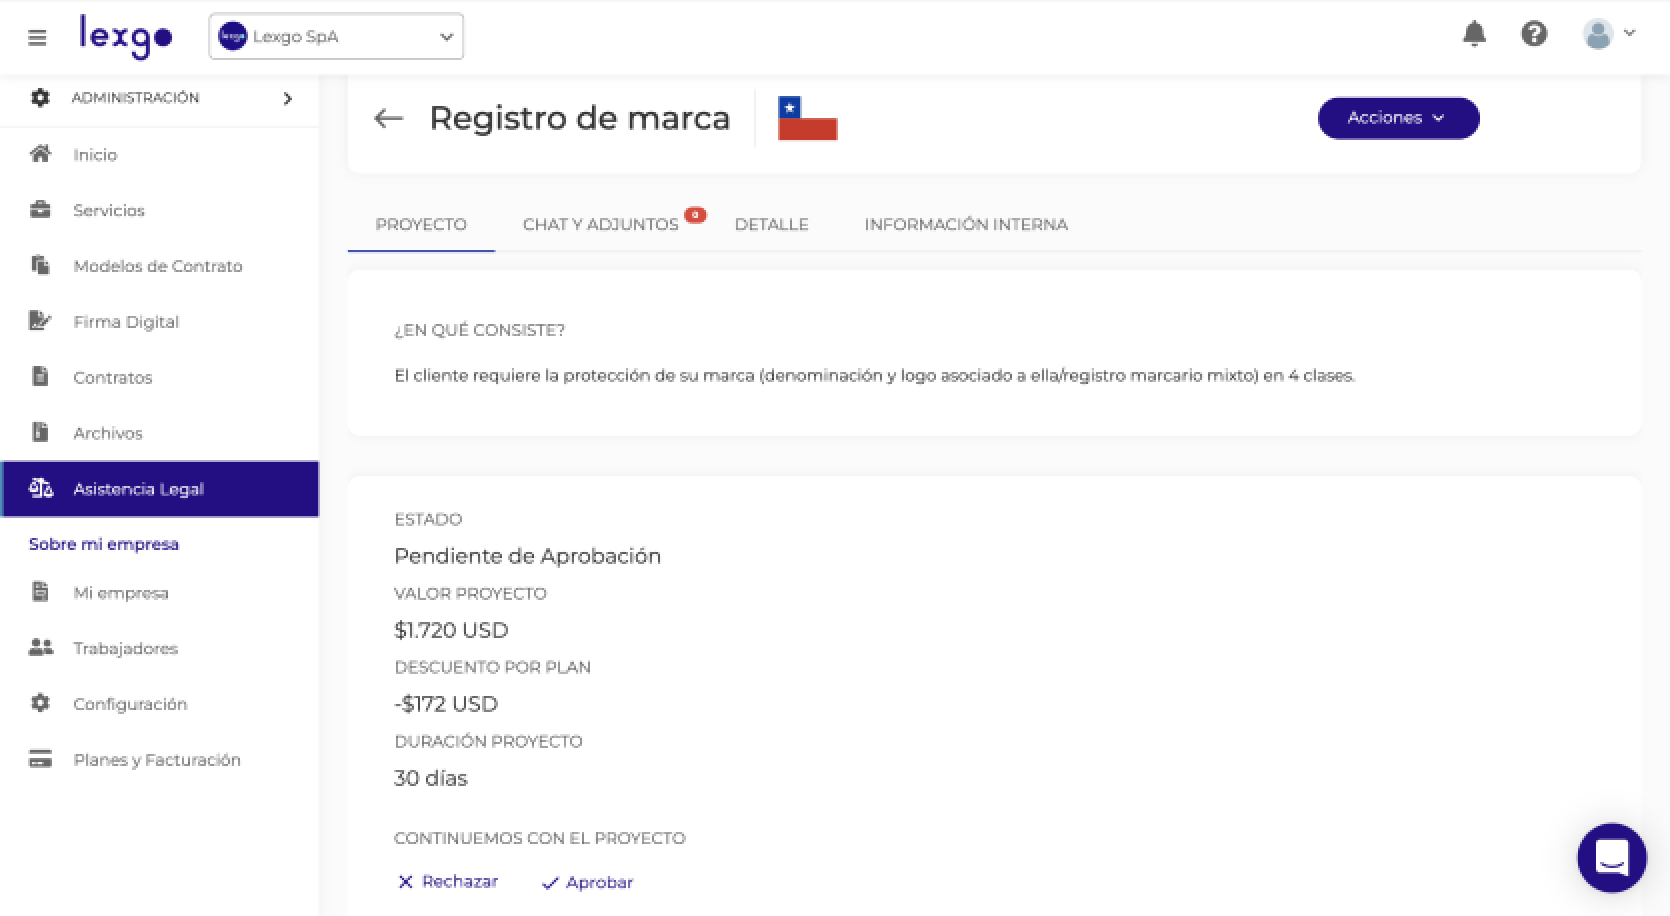 lexgo
Lexgo SpA
ADMINISTRACIÓN
Inicio
Servicios
Modelos de Contrato
Firma Digital
Contratos
Archivos
Asistencia Legal
Sobre mi empresa
Mi empresa
Trabajadores
Configuración
Planes y Facturación
Registro de marca
Acciones
PROYECTO
CHAT Y ADJUNTOS 0
DETALLE
INFORMACIÓN INTERNA
¿EN QUÉ CONSISTE?
El cliente requiere la protección de su marca (denominación y logo asociado a ella/registro marcario mixto) en 4 clases.
ESTADO
Pendiente de Aprobación
VALOR PROYECTO
$1.720 USD
DESCUENTO POR PLAN
-$172 USD
DURACIÓN PROYECTO
30 días
CONTINUEMOS CON EL PROYECTO
Rechazar
Aprobar